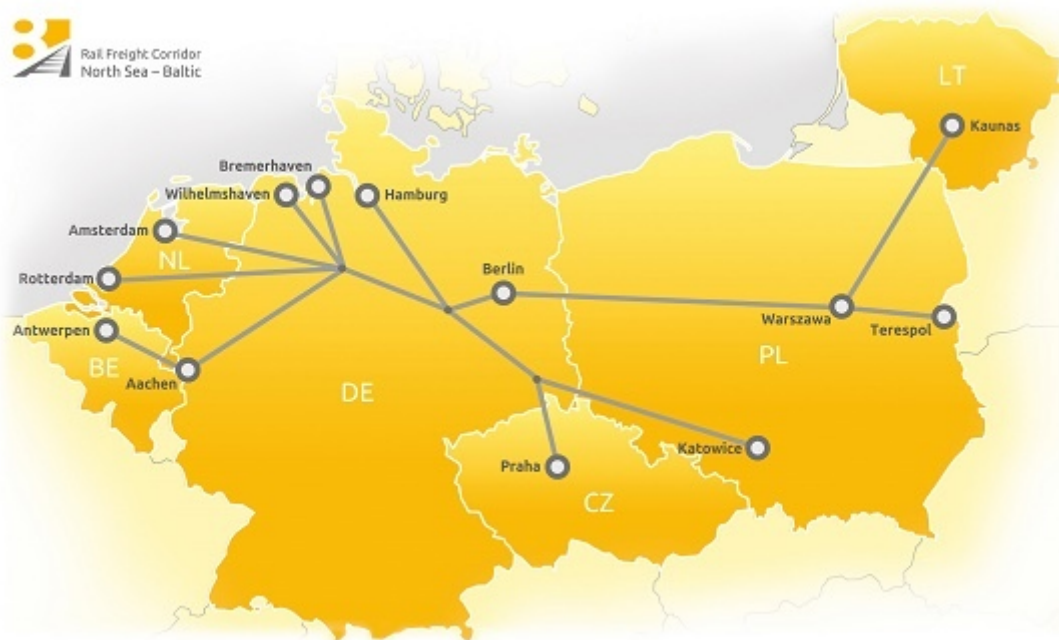 8
Rail Freight Corridor
North Sea – Baltic
LT
Kaunas
Bremerhaven
Wilhelmshaven
Hamburg
Amsterdam
NL
Rotterdam
Berlin
Antwerpen
Warszawa
Terespol
BE
Aachen
DE
PL
Katowice
Praha
CZ